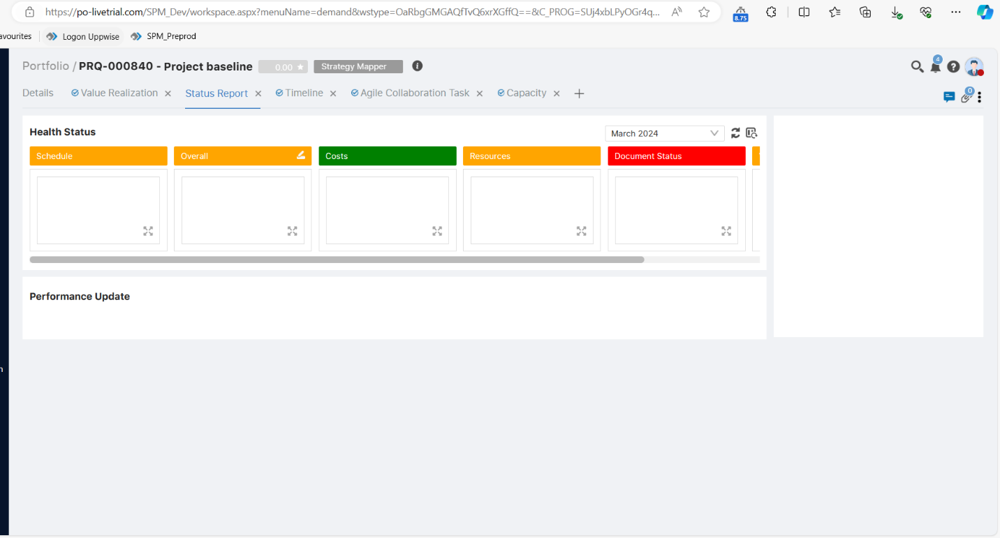 https://po-livetrial.com/SPM_Dev/workspace.aspx?menuName=demand&wstype=OaRbgGMGAQfTvQ6xrXGffQ==&C_PROG=SUj4xbLPyOGr4q...
8.75
avourites
Logon Uppwise
SPM_Preprod
Portfolio / PRQ-000840 - Project baseline
0.00
Strategy Mapper
4
Details
Value Realization
Status Report
Timeline
Agile Collaboration Task
Capacity
0
Health Status
March 2024
Schedule
Overall
Costs
Resources
Document Status
Performance Update
n